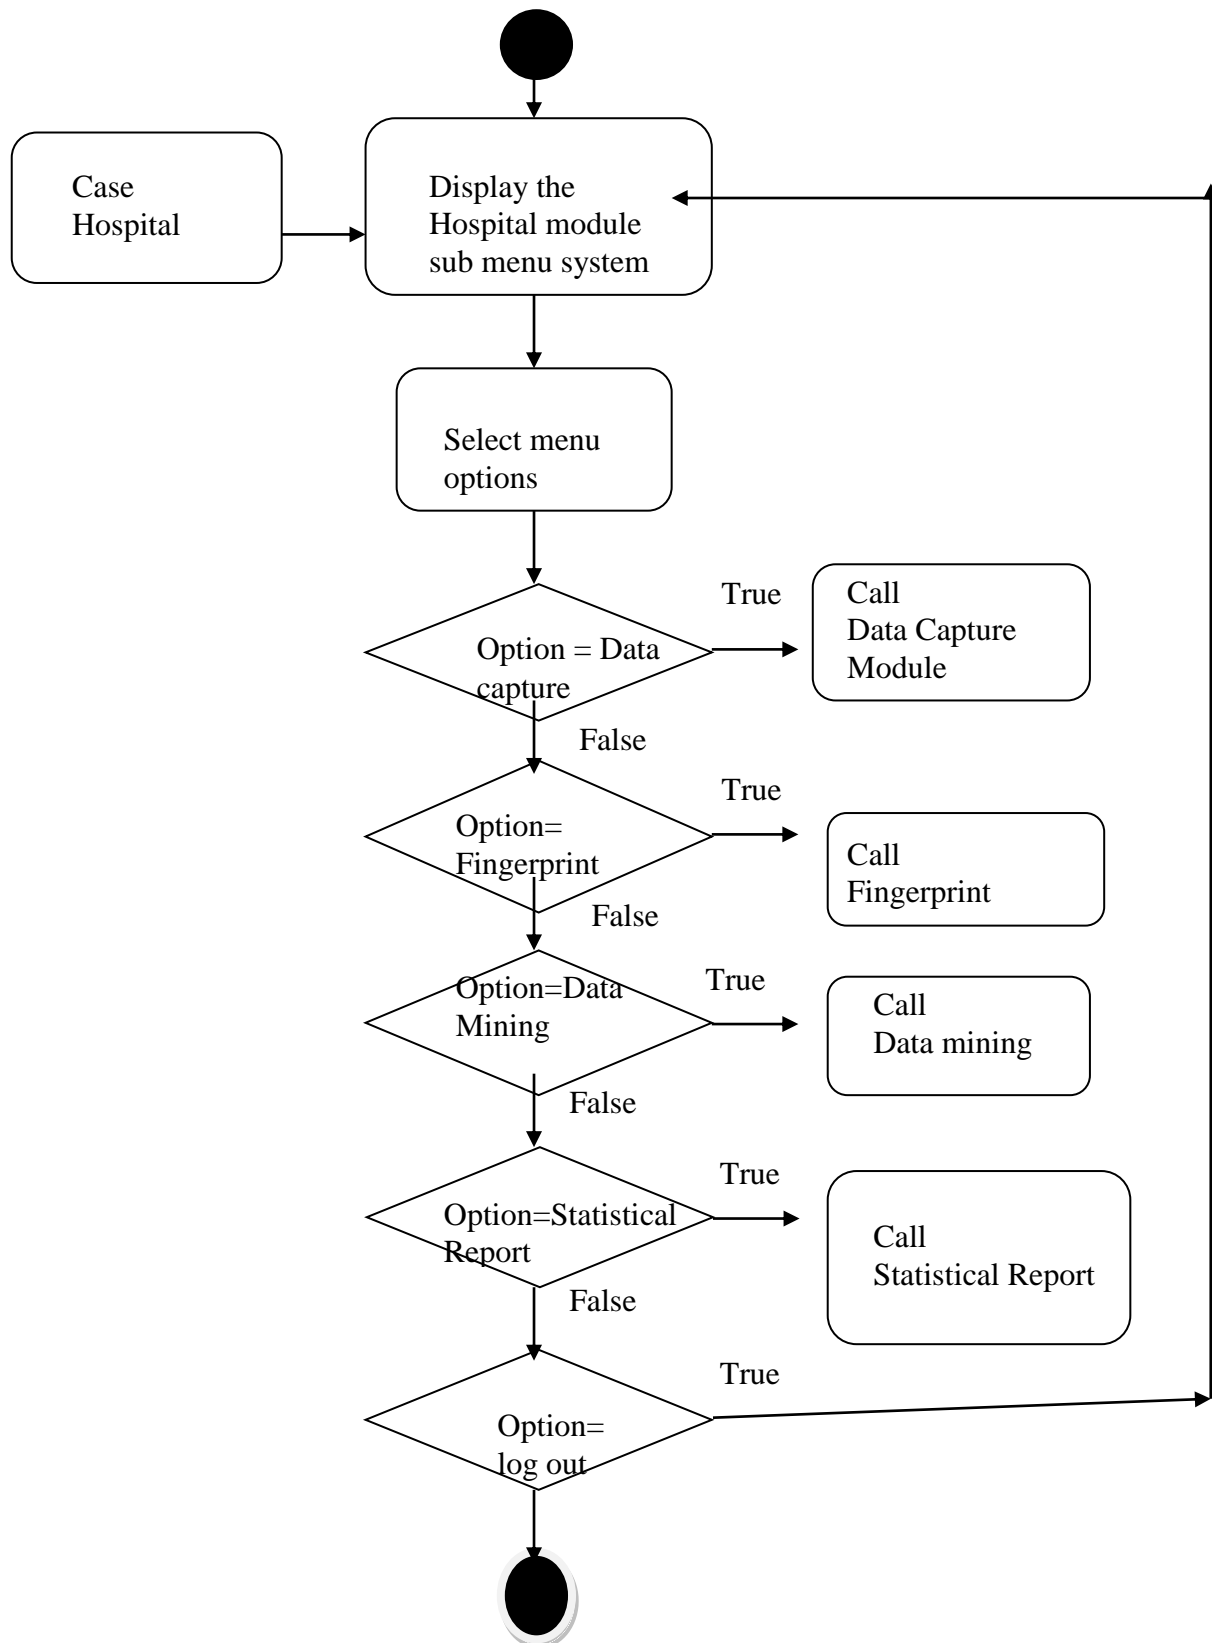 Case
Hospital
Display the
Hospital module
sub menu system
Select menu
options
Option = Data
capture
True
Call
Data Capture
Module
False
Option=
Fingerprint
True
Call
Fingerprint
False
Option=Data
Mining
True
Call
Data mining
False
Option=Statistical
Report
True
Call
Statistical Report
False
Option=
log out
True